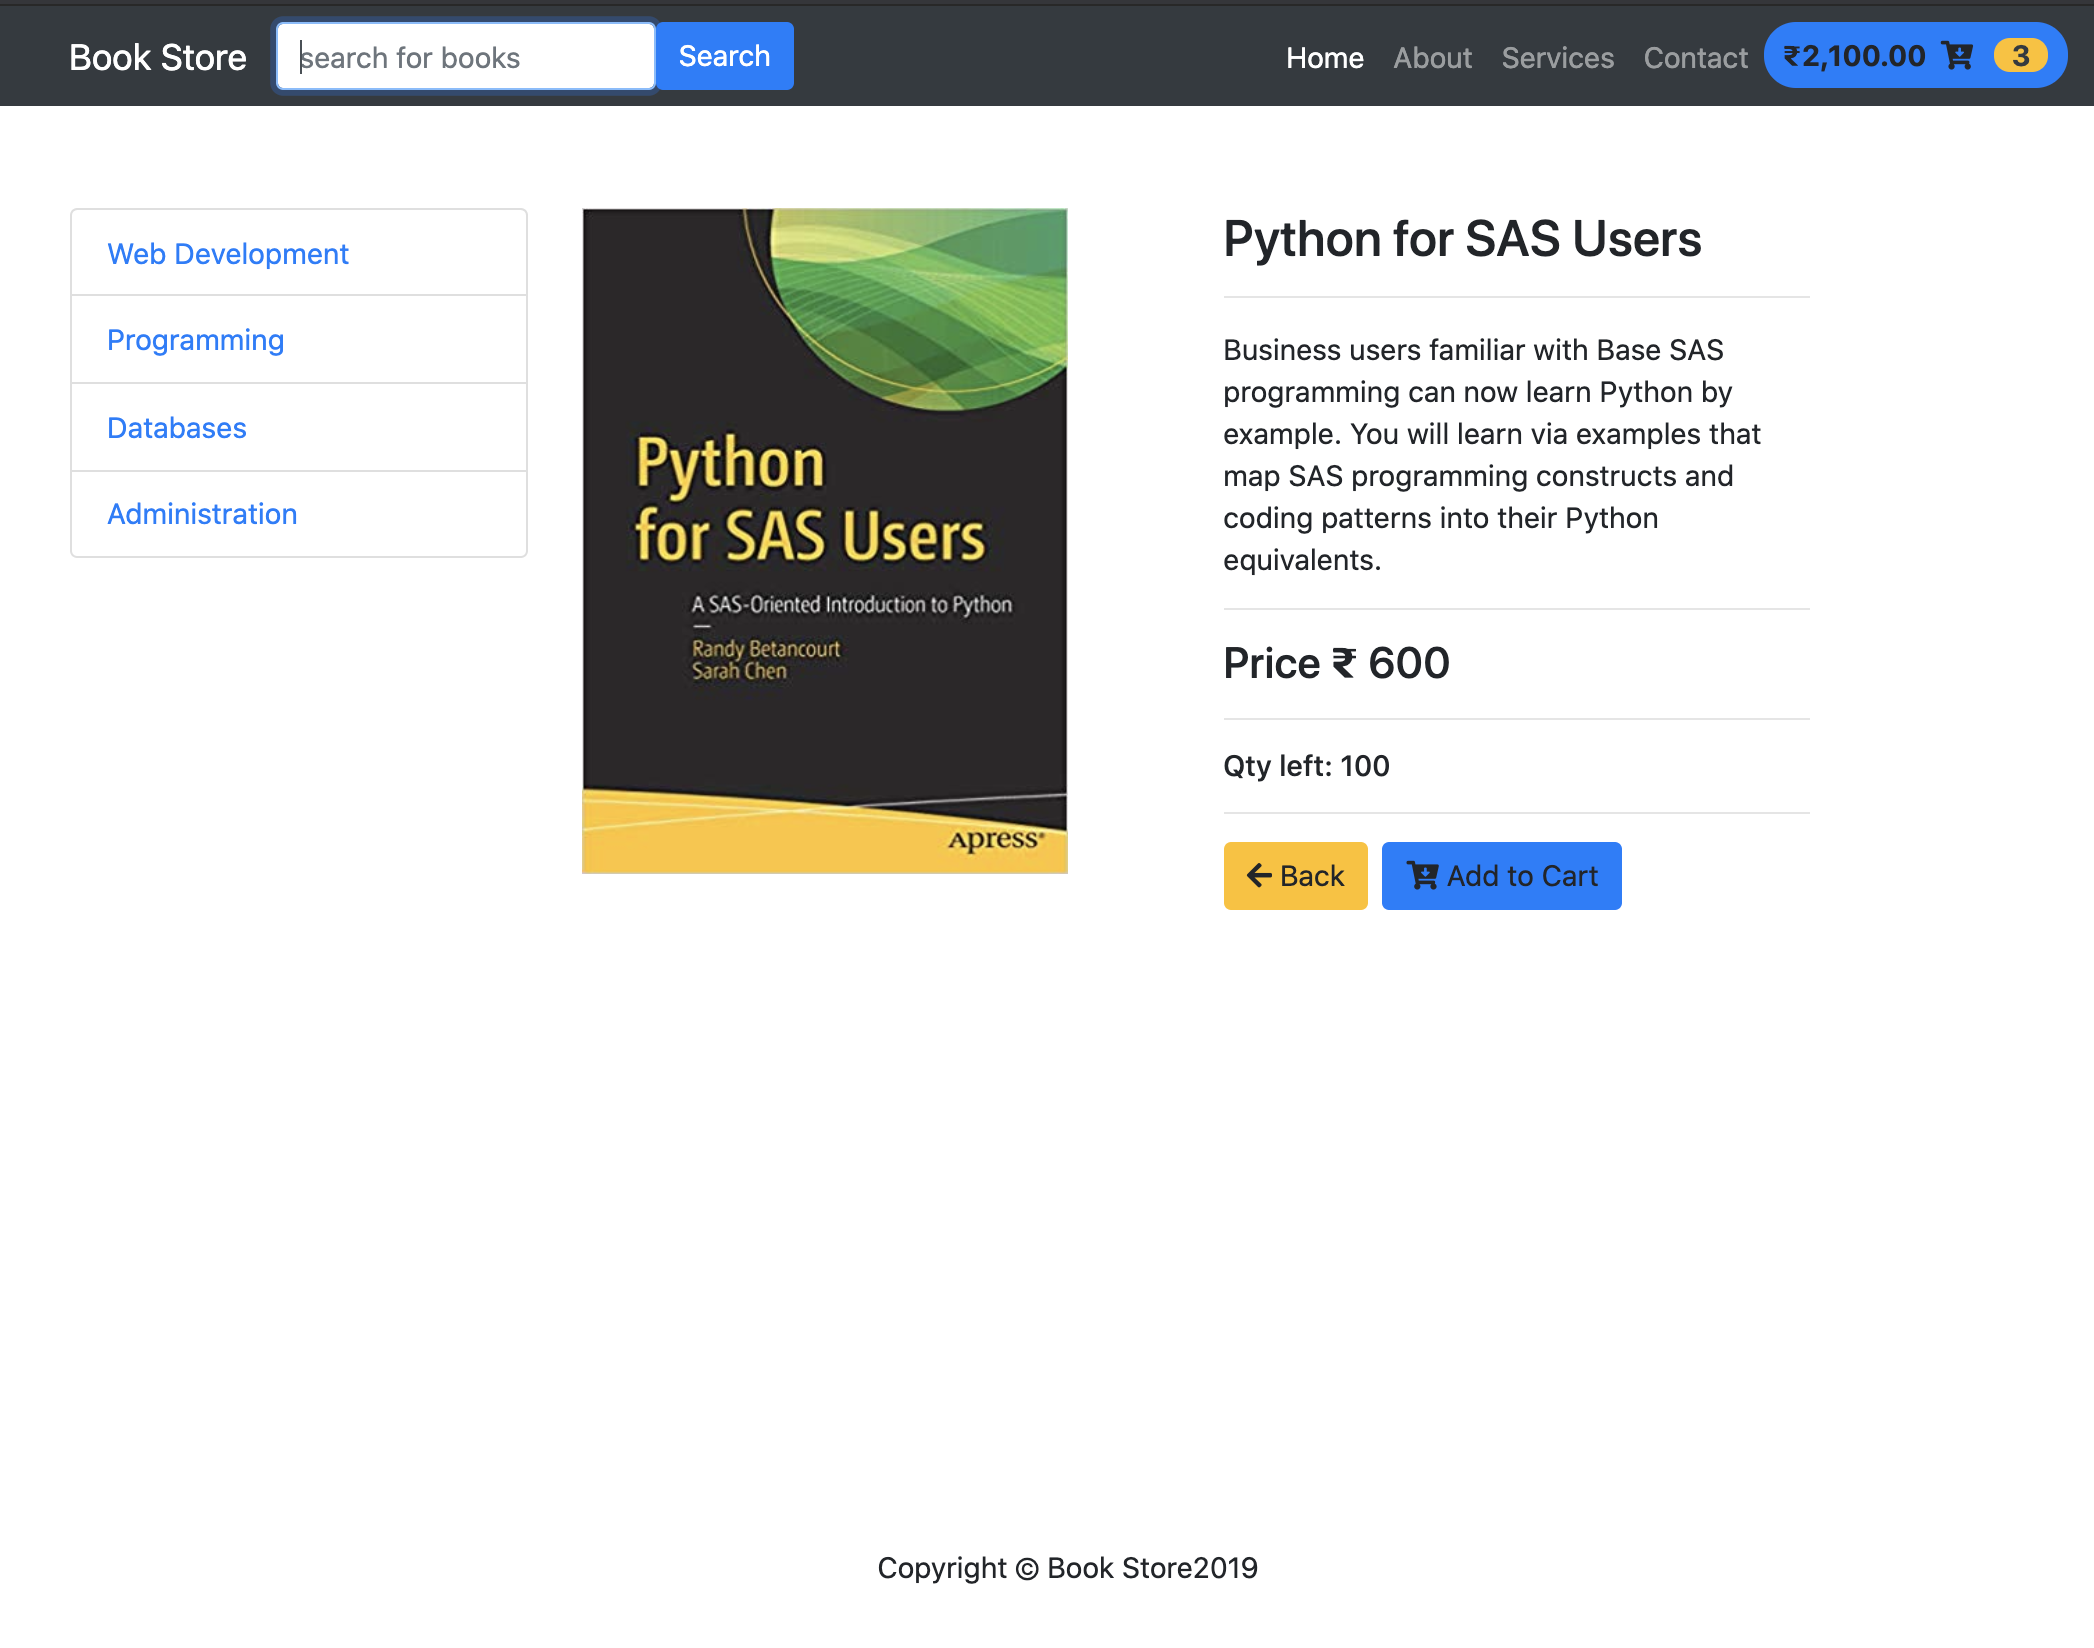 Book Store
search for books
Search
Home
About
Services
Contact
₹2,100.00
3
Web Development
Programming
Databases
Administration
Python
for SAS Users
A SAS-Oriented Introduction to Python
—
Randy Betancourt
Sarah Chen
Apress®
Python for SAS Users
Business users familiar with Base SAS
programming can now learn Python by
example. You will learn via examples that
map SAS programming constructs and
coding patterns into their Python
equivalents.
Price ₹ 600
Qty left: 100
Back
Add to Cart
Copyright © Book Store2019